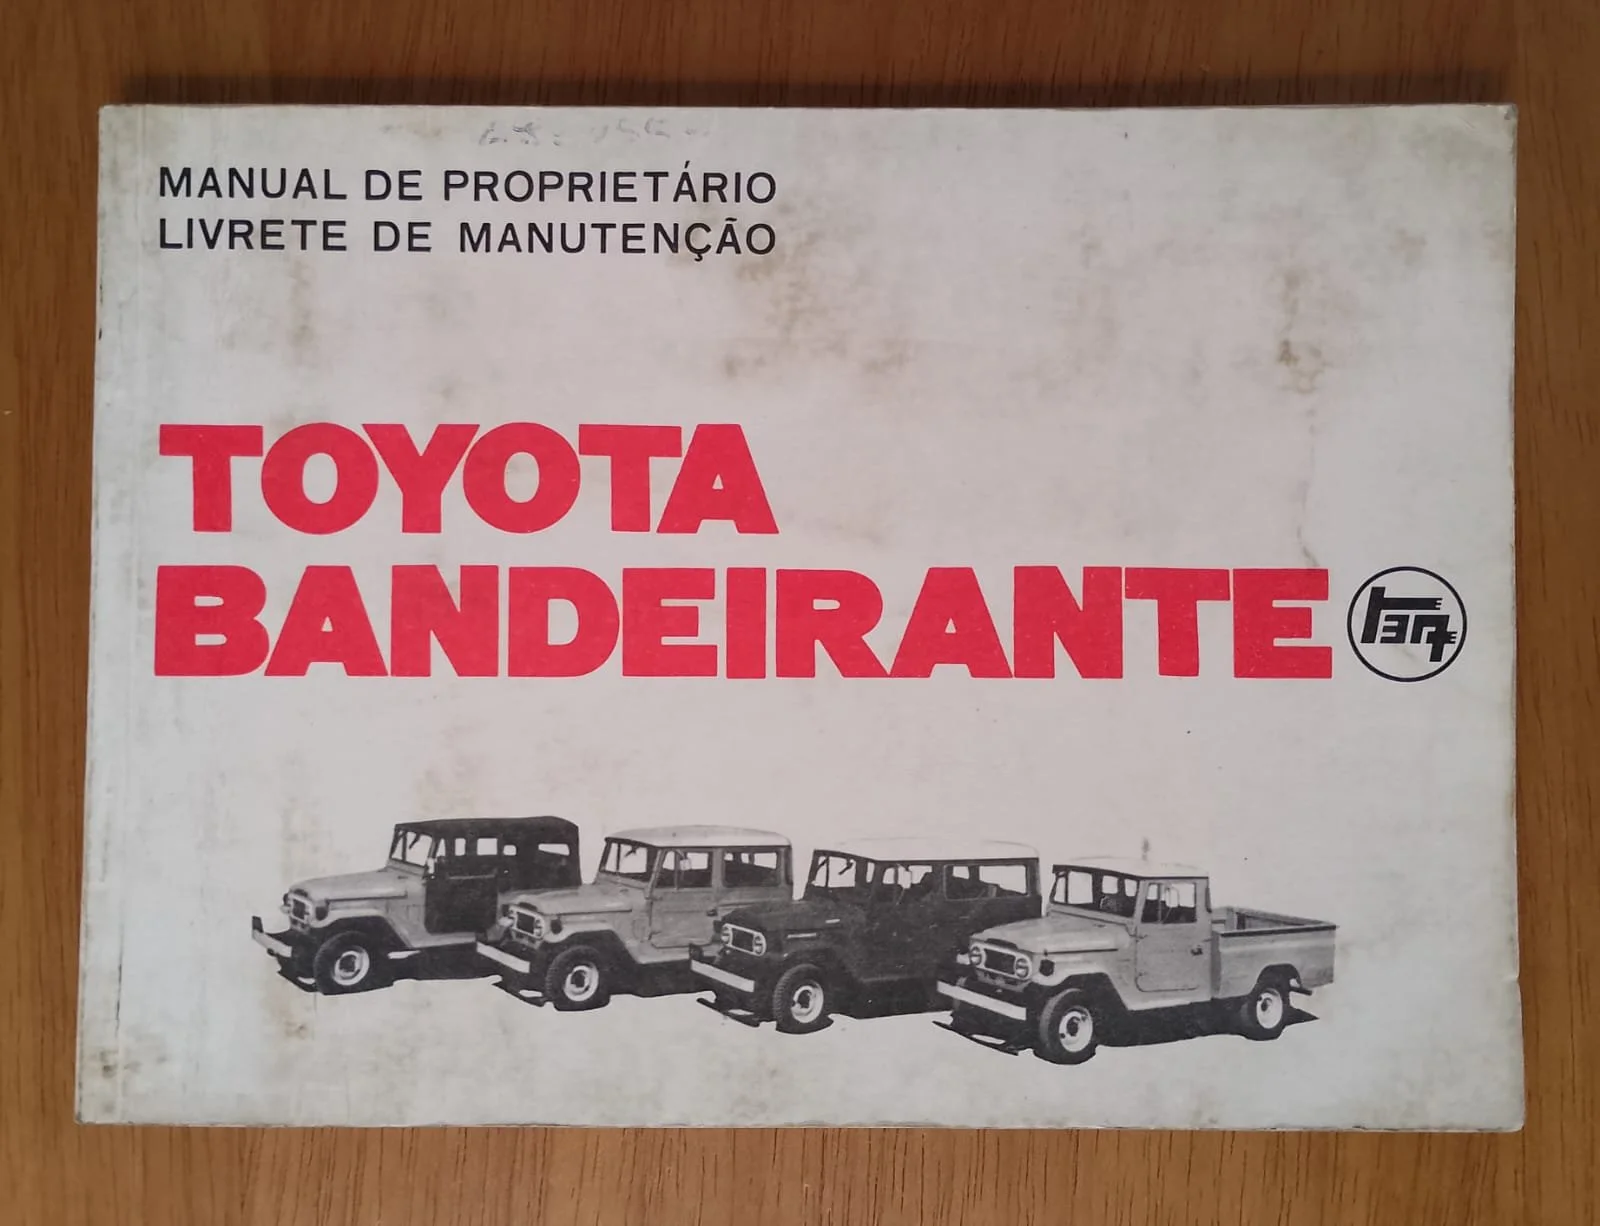 MANUAL DE PROPRIETÁRIO
LIVRETE DE MANUTENÇÃO
TOYOTA
BANDEIRANTE